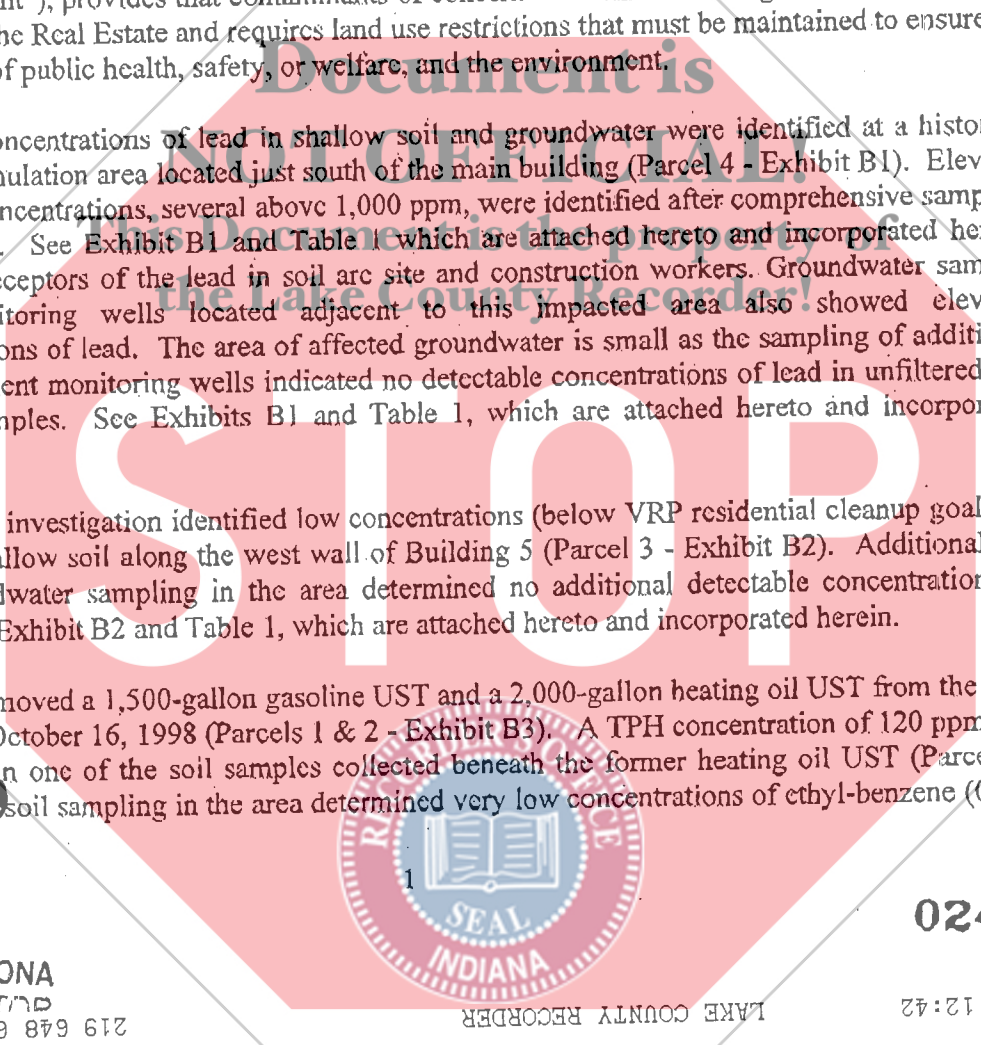 provides that
the Real Estate and requires land use restrictions that must be maintained to ensure
of public health, safety, or welfare, and the environment.
Document is
NOT OFFICIAL!
This Document is the property of
the Lake County Recorder!
oncentrations of lead in shallow soil and groundwater were identified at a histor
nulation area located just south of the main building (Parcel 4 - Exhibit B1). Elev
ncentrations, several above 1,000 ppm, were identified after comprehensive samp
. See Exhibit B1 and Table 1 which are attached hereto and incorporated he
ceptors of the lead in soil are site and construction workers. Groundwater sam
itoring wells located adjacent to this impacted area also showed elev
ons of lead. The area of affected groundwater is small as the sampling of additi
ent monitoring wells indicated no detectable concentrations of lead in unfiltered
mples. See Exhibits B1 and Table 1, which are attached hereto and incorpor
STOP
investigation identified low concentrations (below VRP residential cleanup goal
allow soil along the west wall of Building 5 (Parcel 3 - Exhibit B2). Additional
dwater sampling in the area determined no additional detectable concentration
Exhibit B2 and Table 1, which are attached hereto and incorporated herein.
moved a 1,500-gallon gasoline UST and a 2,000-gallon heating oil UST from the
October 16, 1998 (Parcels 1 & 2 - Exhibit B3). A TPH concentration of 120 ppm
n one of the soil samples collected beneath the former heating oil UST (Parce
soil sampling in the area determined very low concentrations of ethyl-benzene (
RECORDER'S OFFICE
1
SEAL
INDIANA
024
ONA
219 648 6
LAKE COUNTY RECORDER
12:42